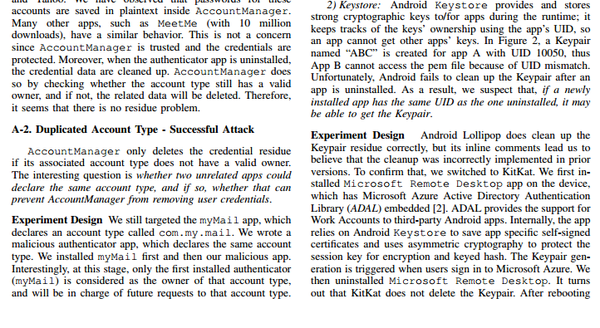 and Yahoo. We have observed that passwords for these
accounts are saved in plaintext inside AccountManager.
Many other apps, such as MeetMe (with 10 million
downloads), have a similar behavior. This is not a concern
since AccountManager is trusted and the credentials are
protected. Moreover, when the authenticator app is uninstalled,
the credential data are cleaned up. AccountManager does
so by checking whether the account type still has a valid
owner, and if not, the related data will be deleted. Therefore,
it seems that there is no residue problem.
A-2. Duplicated Account Type - Successful Attack
AccountManager only deletes the credential residue
if its associated account type does not have a valid owner.
The interesting question is whether two unrelated apps could
declare the same account type, and if so, whether that can
prevent AccountManager from removing user credentials.
Experiment Design We still targeted the myMail app, which
declares an account type called com.my.mail. We wrote a
malicious authenticator app, which declares the same account
type. We installed myMail first and then our malicious app.
Interestingly, at this stage, only the first installed authenticator
(myMail) is considered as the owner of that account type,
and will be in charge of future requests to that account type.
2) Keystore: Android Keystore provides and stores
strong cryptographic keys to/for apps during the runtime; it
keeps tracks of the keys' ownership using the app's UID, so
an app cannot get other apps' keys. In Figure 2, a Keypair
named "ABC" is created for app A with UID 10050, thus
App B cannot access the pem file because of UID mismatch.
Unfortunately, Android fails to clean up the Keypair after an
app is uninstalled. As a result, we suspect that, if a newly
installed app has the same UID as the one uninstalled, it may
be able to get the Keypair.
Experiment Design Android Lollipop does clean up the
Keypair residue correctly, but its inline comments lead us to
believe that the cleanup was incorrectly implemented in prior
versions. To confirm that, we switched to KitKat. We first in-
stalled Microsoft Remote Desktop app on the device,
which has Microsoft Azure Active Directory Authentication
Library (ADAL) embedded [2]. ADAL provides the support for
Work Accounts to third-party Android apps. Internally, the app
relies on Android Keystore to save app specific self-signed
certificates and uses asymmetric cryptography to protect the
session key for encryption and keyed hash. The Keypair gen-
eration is triggered when users sign in to Microsoft Azure. We
then uninstalled Microsoft Remote Desktop. It turns
out that KitKat does not delete the Keypair. After rebooting